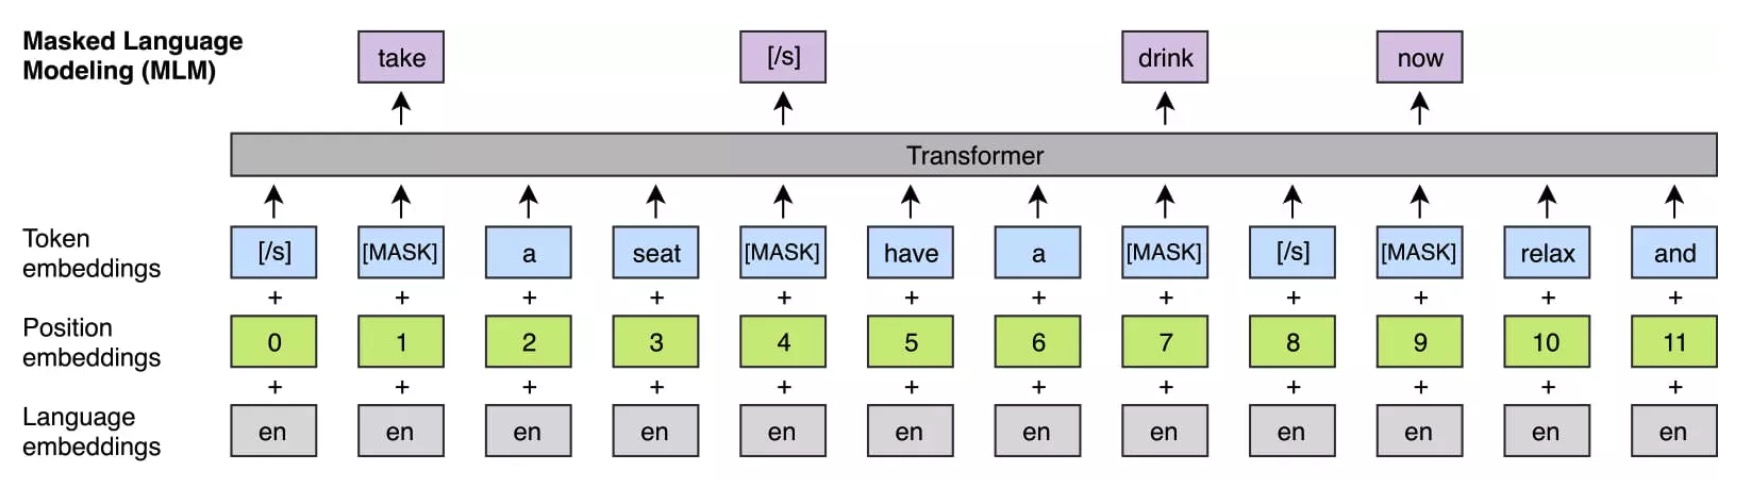 Masked Language
Modeling (MLM)
take [/s] drink now
Transformer
Token
embeddings
[/s] [MASK] a seat [MASK] have a [MASK] [/s] [MASK] relax and
+ + + + + + + + + + + +
Position
embeddings
0 1 2 3 4 5 6 7 8 9 10 11
+ + + + + + + + + + + +
Language
embeddings
en en en en en en en en en en en en